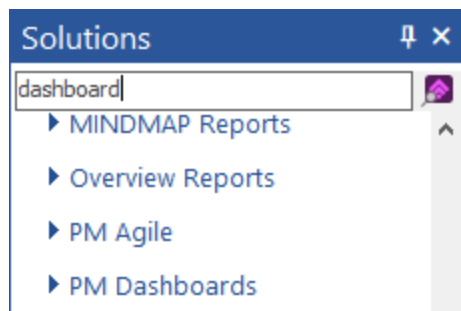 Solutions
dashboard
MINDMAP Reports
Overview Reports
PM Agile
PM Dashboards